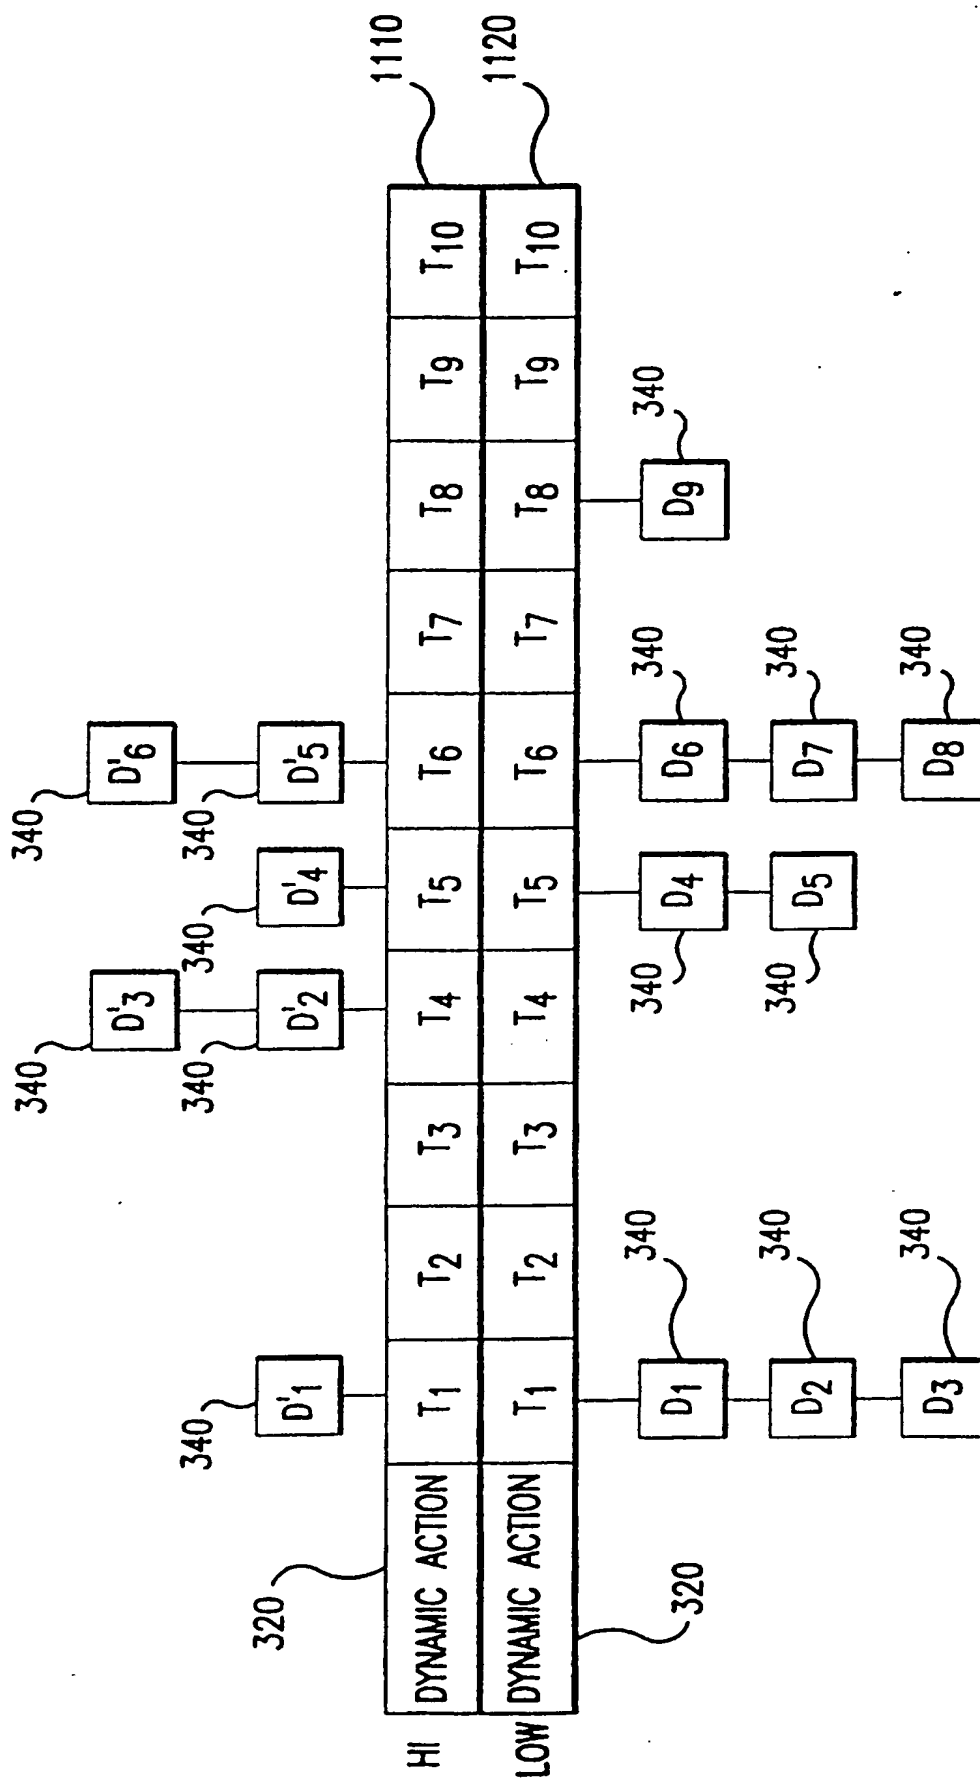 340 340
D'3 D'6
340 340 340 340
320 D'1 D'2 D'4 D'5
1110
HI DYNAMIC ACTION T1 T2 T3 T4 T5 T6 T7 T8 T9 T10
1120
LOW DYNAMIC ACTION T1 T2 T3 T4 T5 T6 T7 T8 T9 T10
340 340 340 340
320 D1 D4 D6 D9
340 340 340
D2 D5 D7
340 340
D3 D8